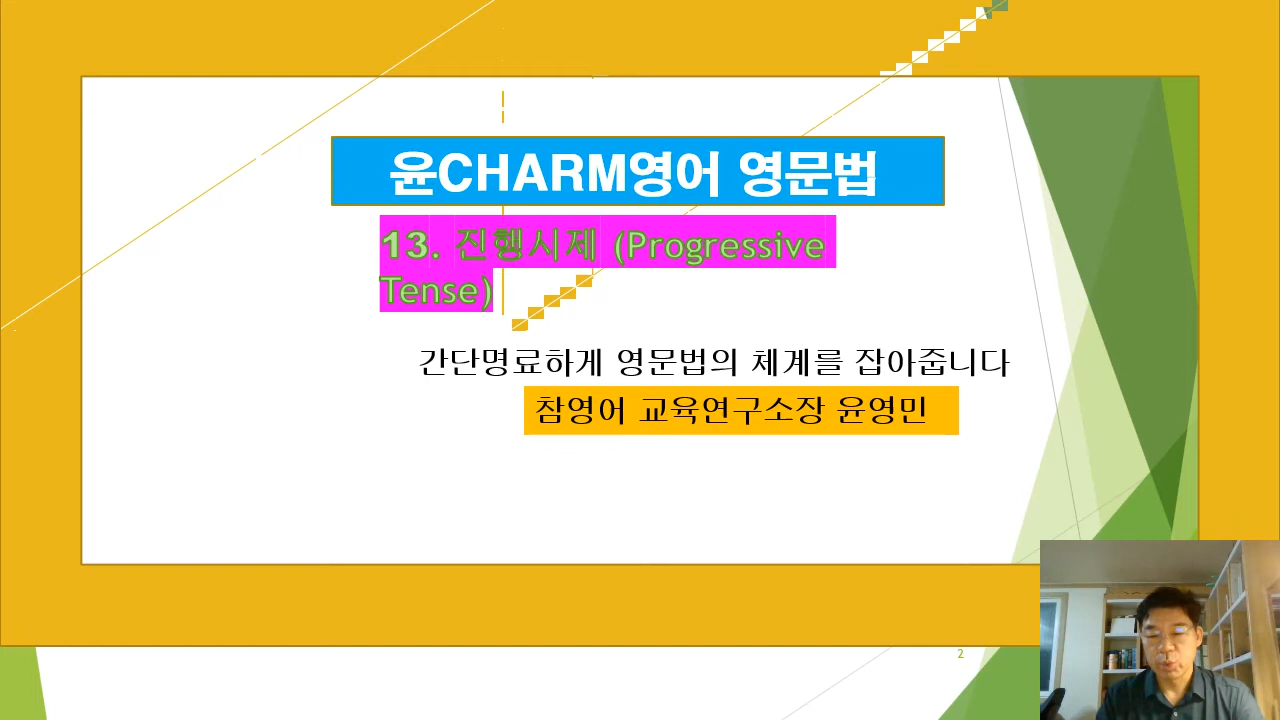 윤CHARM영어 영문법
13. 진행시제 (Progressive
Tense)
간단명료하게 영문법의 체계를 잡아줍니다
참영어 교육연구소장 윤영민
2